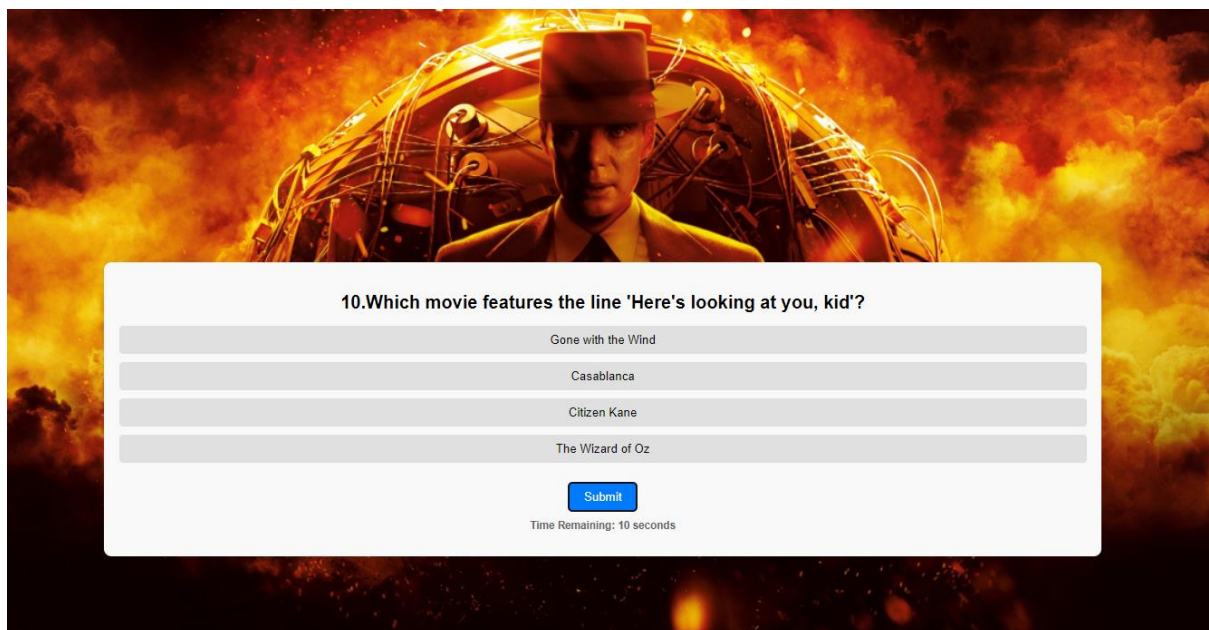 10.Which movie features the line 'Here's looking at you, kid'?
Gone with the Wind
Casablanca
Citizen Kane
The Wizard of Oz
Submit
Time Remaining: 10 seconds